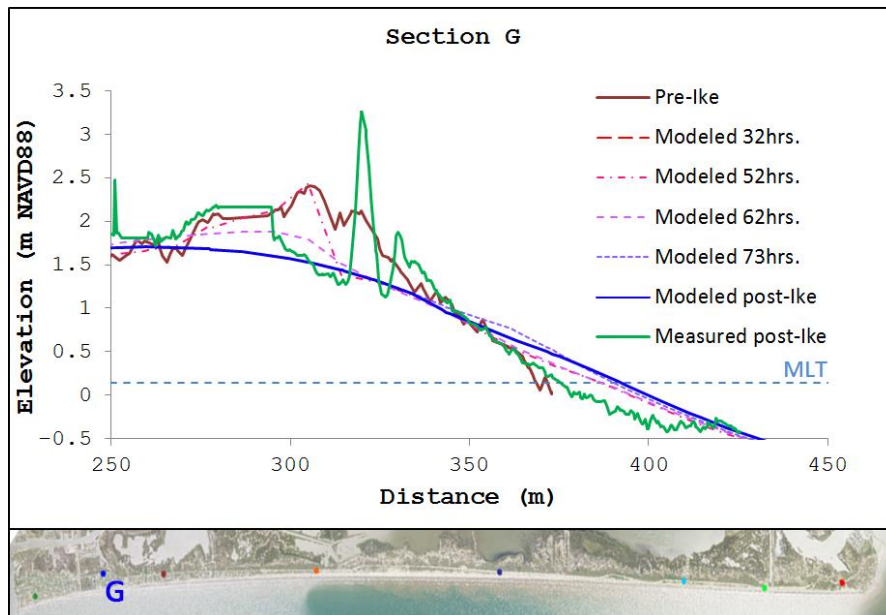 Section G
Elevation (m NAVD88)
3.5
3
2.5
2
1.5
1
0.5
0
−0.5
Pre-Ike
Modeled 32hrs.
Modeled 52hrs.
Modeled 62hrs.
Modeled 73hrs.
Modeled post-Ike
Measured post-Ike
MLT
250
300
350
400
450
Distance (m)
G